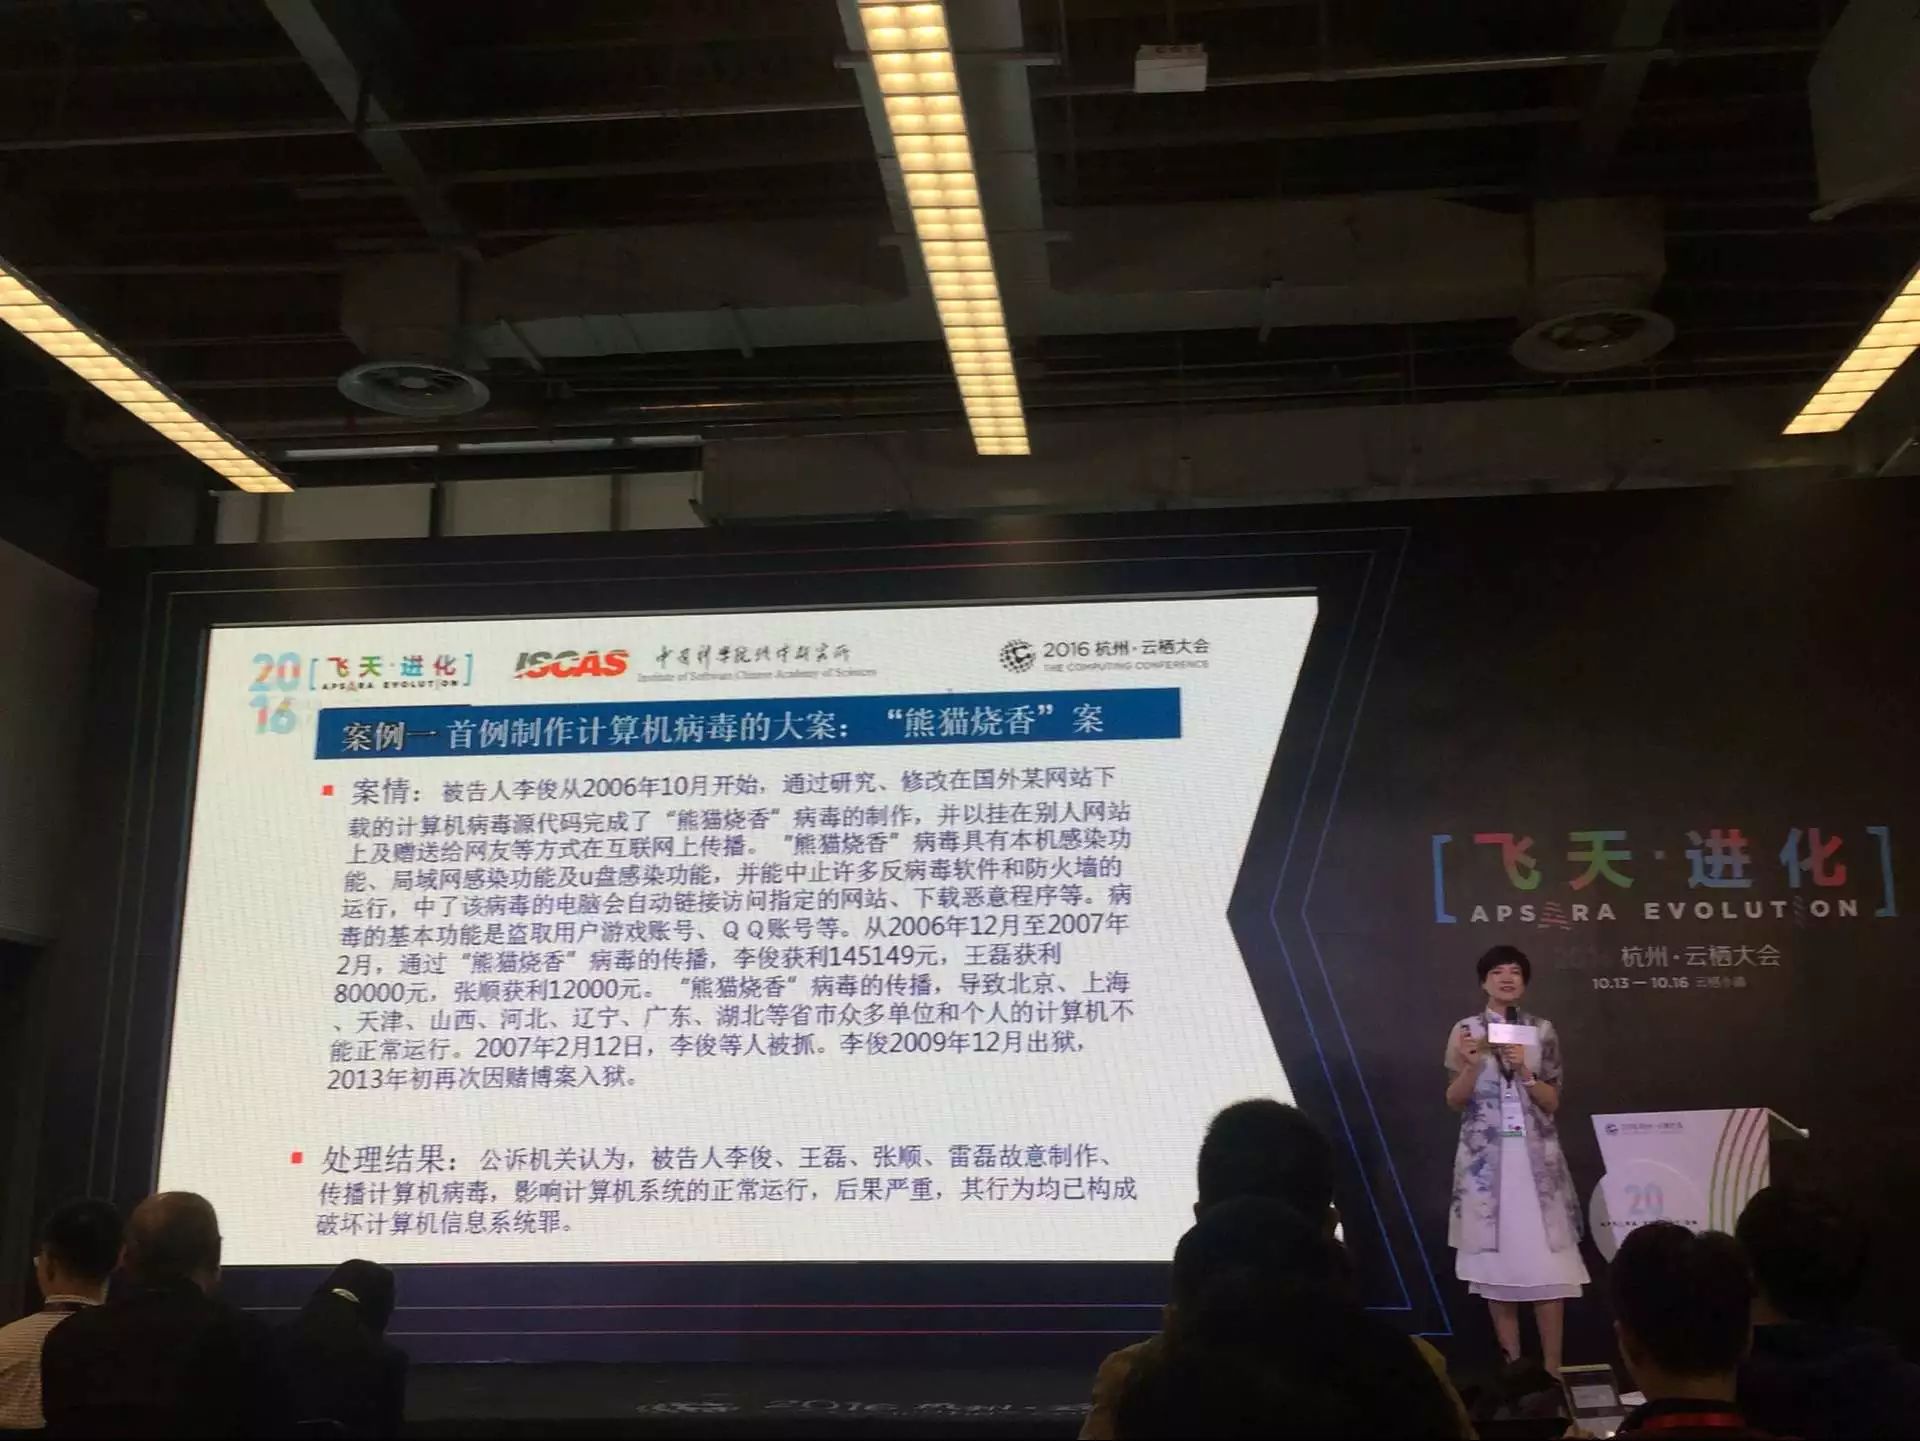 20 [飞天·进化]
16 APSARA EVOLUTION
ISCAS 中国科学院软件研究所
Institute of Software Chinese Academy of Sciences
2016 杭州·云栖大会
THE COMPUTING CONFERENCE
案例一 首例制作计算机病毒的大案：“熊猫烧香”案
案情：被告人李俊从2006年10月开始，通过研究、修改在国外某网站下
载的计算机病毒源代码完成了“熊猫烧香”病毒的制作，并以挂在别人网站
上及赠送给网友等方式在互联网上传播。“熊猫烧香”病毒具有本机感染功
能、局域网感染功能及u盘感染功能，并能中止许多反病毒软件和防火墙的
运行，中了该病毒的电脑会自动链接访问指定的网站、下载恶意程序等。病
毒的基本功能是盗取用户游戏账号、ＱＱ账号等。从2006年12月至2007年
2月，通过“熊猫烧香”病毒的传播，李俊获利145149元，王磊获利
80000元，张顺获利12000元。“熊猫烧香”病毒的传播，导致北京、上海
、天津、山西、河北、辽宁、广东、湖北等省市众多单位和个人的计算机不
能正常运行。2007年2月12日，李俊等人被抓。李俊2009年12月出狱，
2013年初再次因赌博案入狱。
处理结果：公诉机关认为，被告人李俊、王磊、张顺、雷磊故意制作、
传播计算机病毒，影响计算机系统的正常运行，后果严重，其行为均已构成
破坏计算机信息系统罪。
[飞天·进化]
APSARA EVOLUTION
2016 杭州·云栖大会
10.13 — 10.16 云栖小镇
20
APSARA EVOLUTION
2016 杭州·云